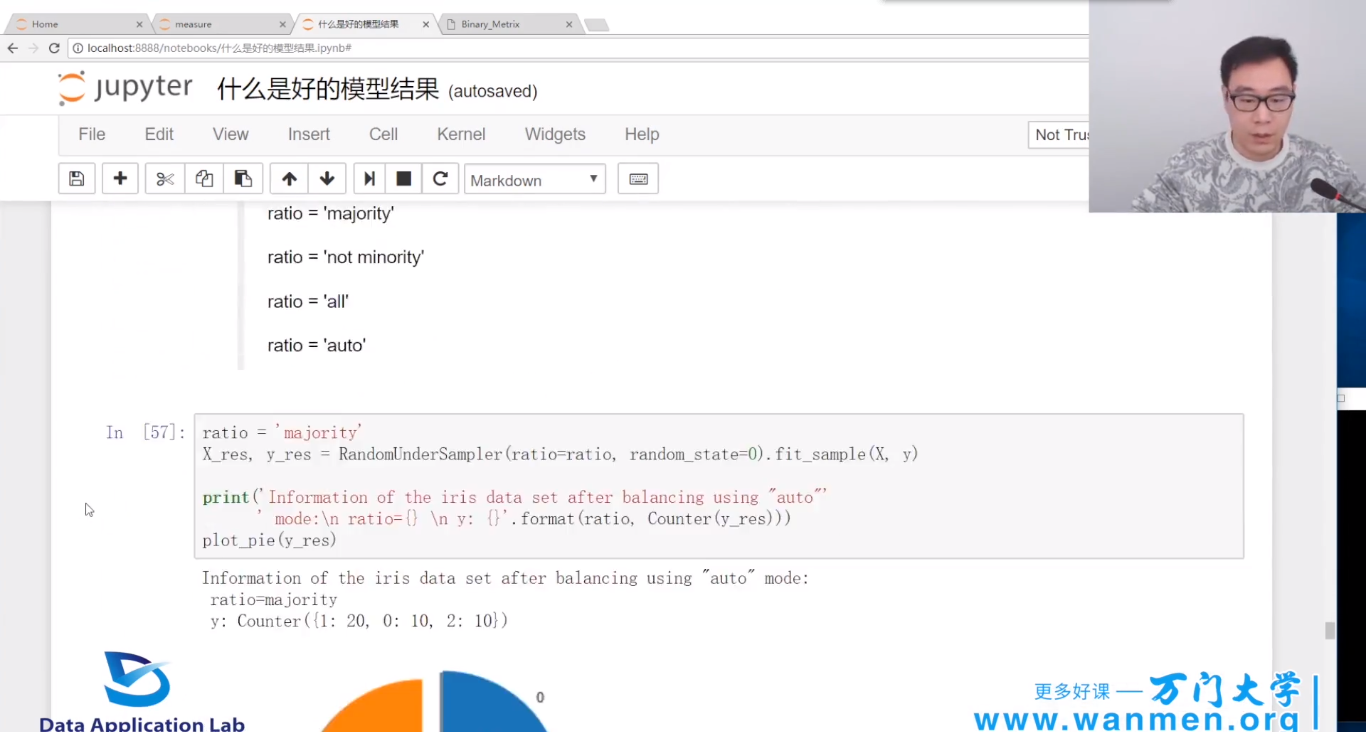 Home
measure
什么是好的模型结果
Binary_Metrix
localhost:8888/notebooks/什么是好的模型结果.ipynb#
jupyter 什么是好的模型结果 (autosaved)
File Edit View Insert Cell Kernel Widgets Help
Not
Markdown
ratio = 'majority'
ratio = 'not minority'
ratio = 'all'
ratio = 'auto'
In [57]:
ratio = 'majority'
X_res, y_res = RandomUnderSampler(ratio=ratio, random_state=0).fit_sample(X, y)
print('Information of the iris data set after balancing using "auto"'
' mode:\n ratio={} \n y: {}'.format(ratio, Counter(y_res)))
plot_pie(y_res)
Information of the iris data set after balancing using "auto" mode:
ratio=majority
y: Counter({1: 20, 0: 10, 2: 10})
0
Data Application Lab
更多好课 — 万门大学
www.wanmen.org